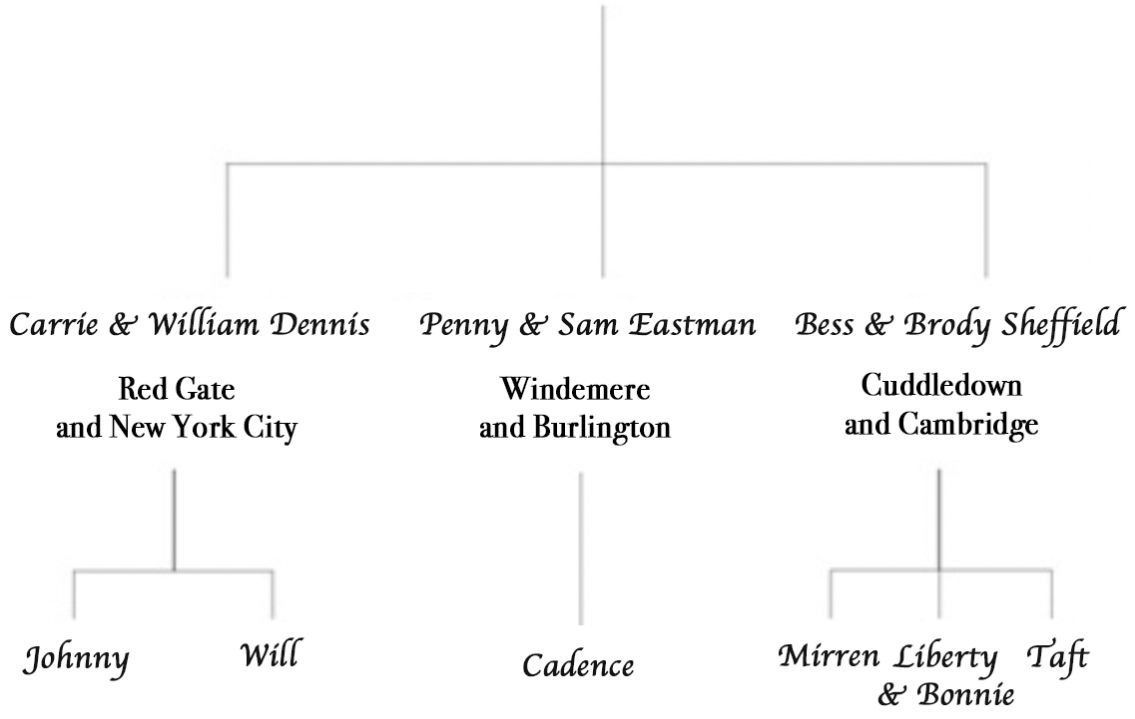 Carrie & William Dennis
Penny & Sam Eastman
Bess & Brody Sheffield
Red Gate
and New York City
Windemere
and Burlington
Cuddledown
and Cambridge
Johnny
Will
Cadence
Mirren
Liberty
& Bonnie
Taft